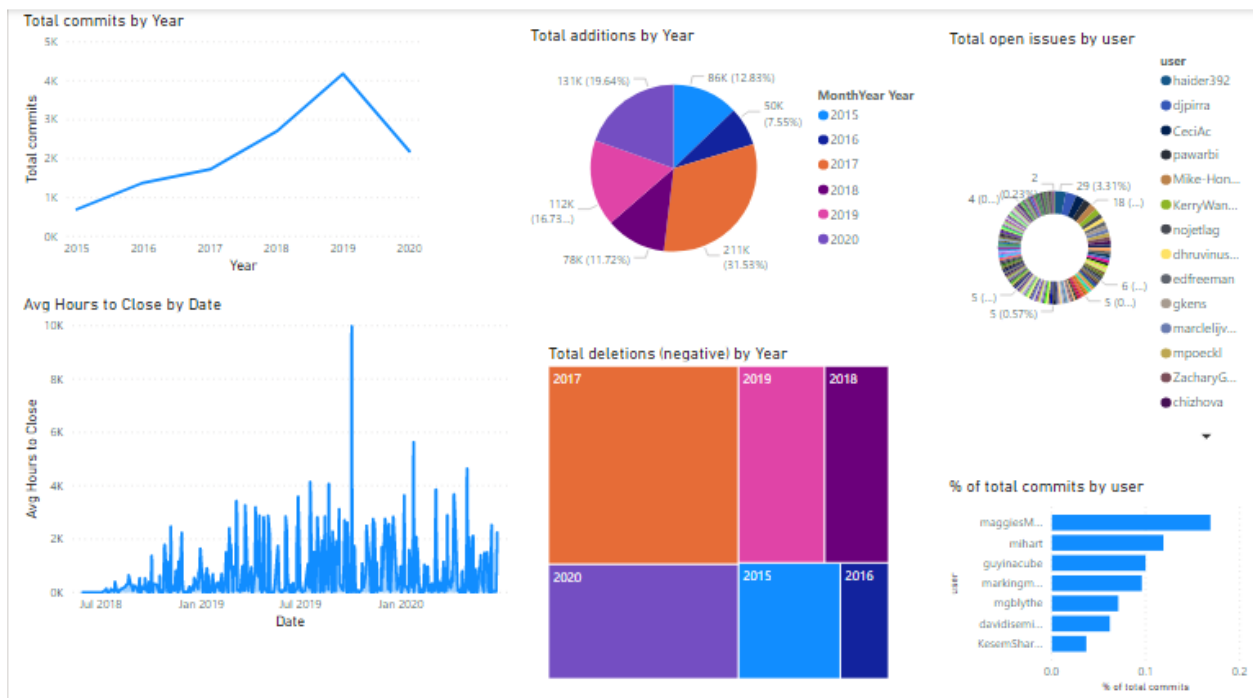 Total commits by Year
5K
4K
3K
2K
1K
0K
Total commits
2015 2016 2017 2018 2019 2020
Year
Total additions by Year
131K (19.64%)
86K (12.83%)
50K
(7.55%)
112K
(16.73...)
78K (11.72%)
211K
(31.53%)
MonthYear Year
2015
2016
2017
2018
2019
2020
Total open issues by user
2
(0.23%)
29 (3.31%)
4 (0...)
18 (...)
6 (...)
5 (...)
5 (0...)
5 (0.57%)
user
haider392
djpirra
CeciAc
pawarbi
Mike-Hon...
KerryWan...
nojetlag
dhruvinus...
edfreeman
gkens
marclelijv...
mpoeckl
ZacharyG...
chizhova
Avg Hours to Close by Date
10K
8K
6K
4K
2K
0K
Avg Hours to Close
Jul 2018 Jan 2019 Jul 2019 Jan 2020
Date
Total deletions (negative) by Year
2017
2019
2018
2020
2015
2016
% of total commits by user
maggiesM...
mihart
guyinacube
markingm...
mgblythe
davidisemi...
KesemShar...
user
0.0 0.1 0.2
% of total commits